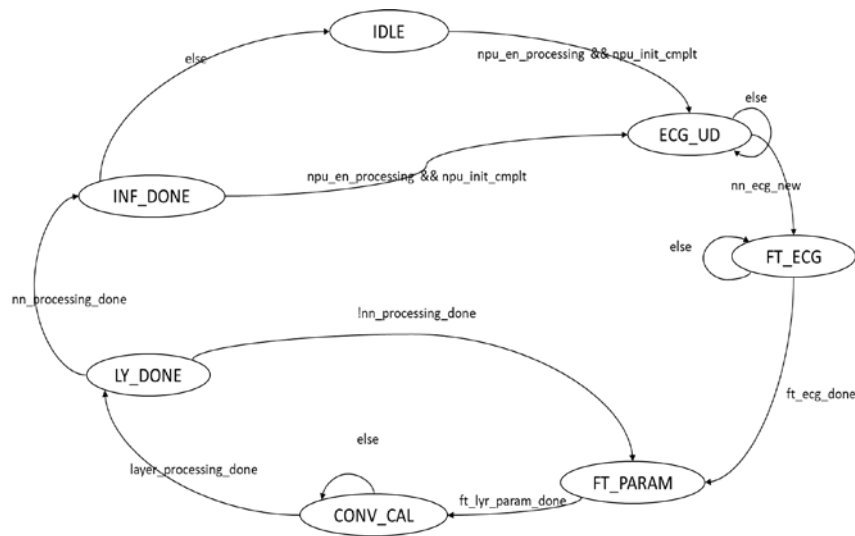 IDLE
else
npu_en_processing && npu_init_cmplt
else
ECG_UD
npu_en_processing && npu_init_cmplt
INF_DONE
nn_ecg_new
else
FT_ECG
nn_processing_done
!nn_processing_done
LY_DONE
ft_ecg_done
else
layer_processing_done
FT_PARAM
ft_lyr_param_done
CONV_CAL